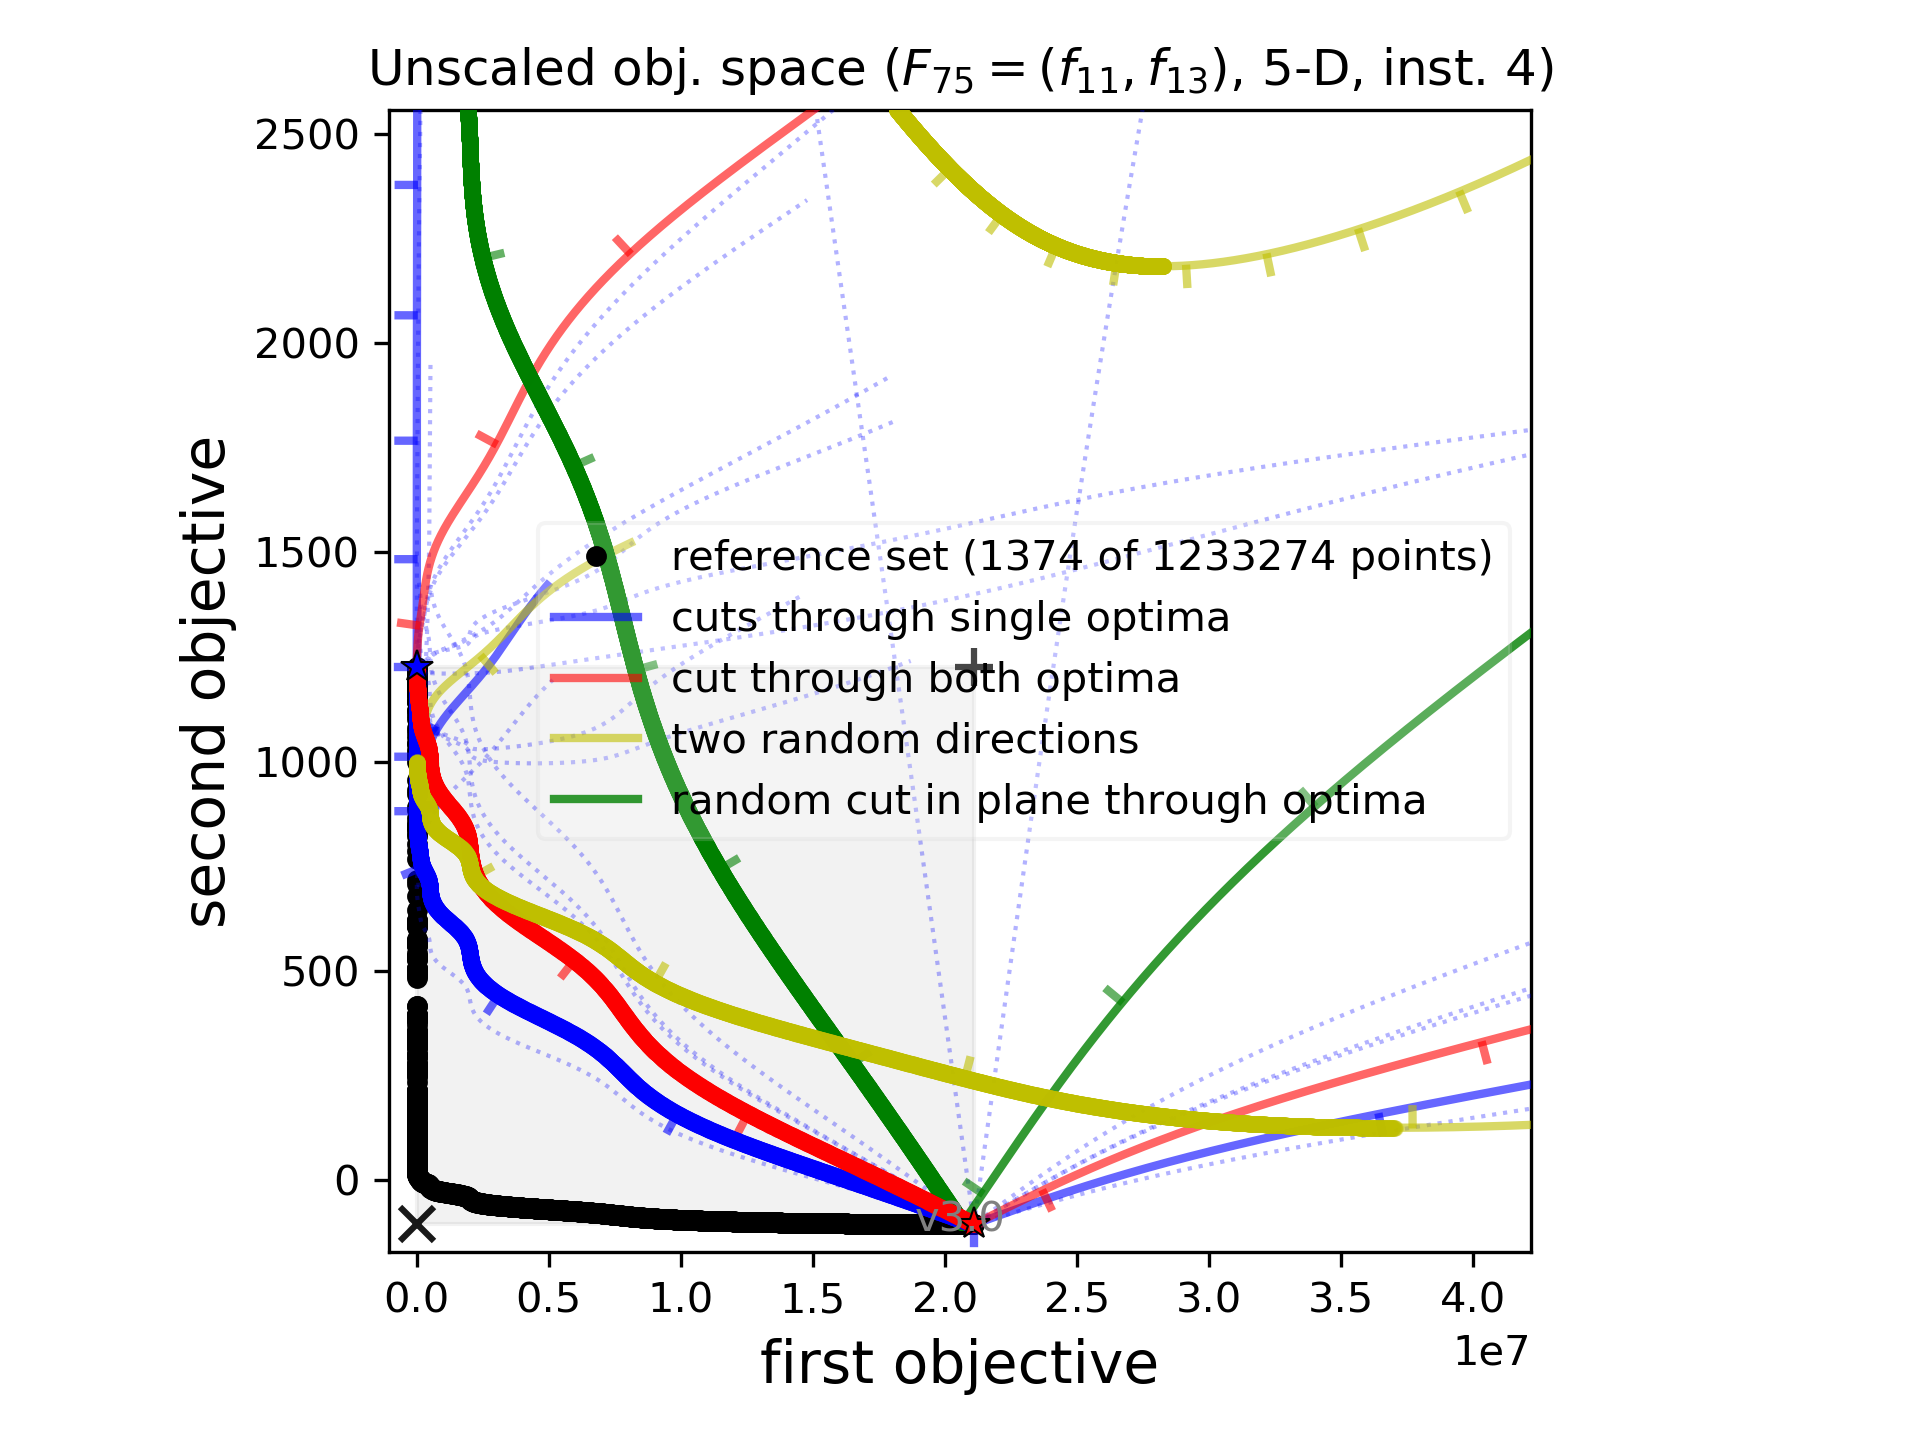 Unscaled obj. space (F75 = (f11, f13), 5-D, inst. 4)
2500
2000
1500
1000
500
0
second objective
reference set (1374 of 1233274 points)
cuts through single optima
cut through both optima
two random directions
random cut in plane through optima
v3.0
0.0 0.5 1.0 1.5 2.0 2.5 3.0 3.5 4.0
1e7
first objective